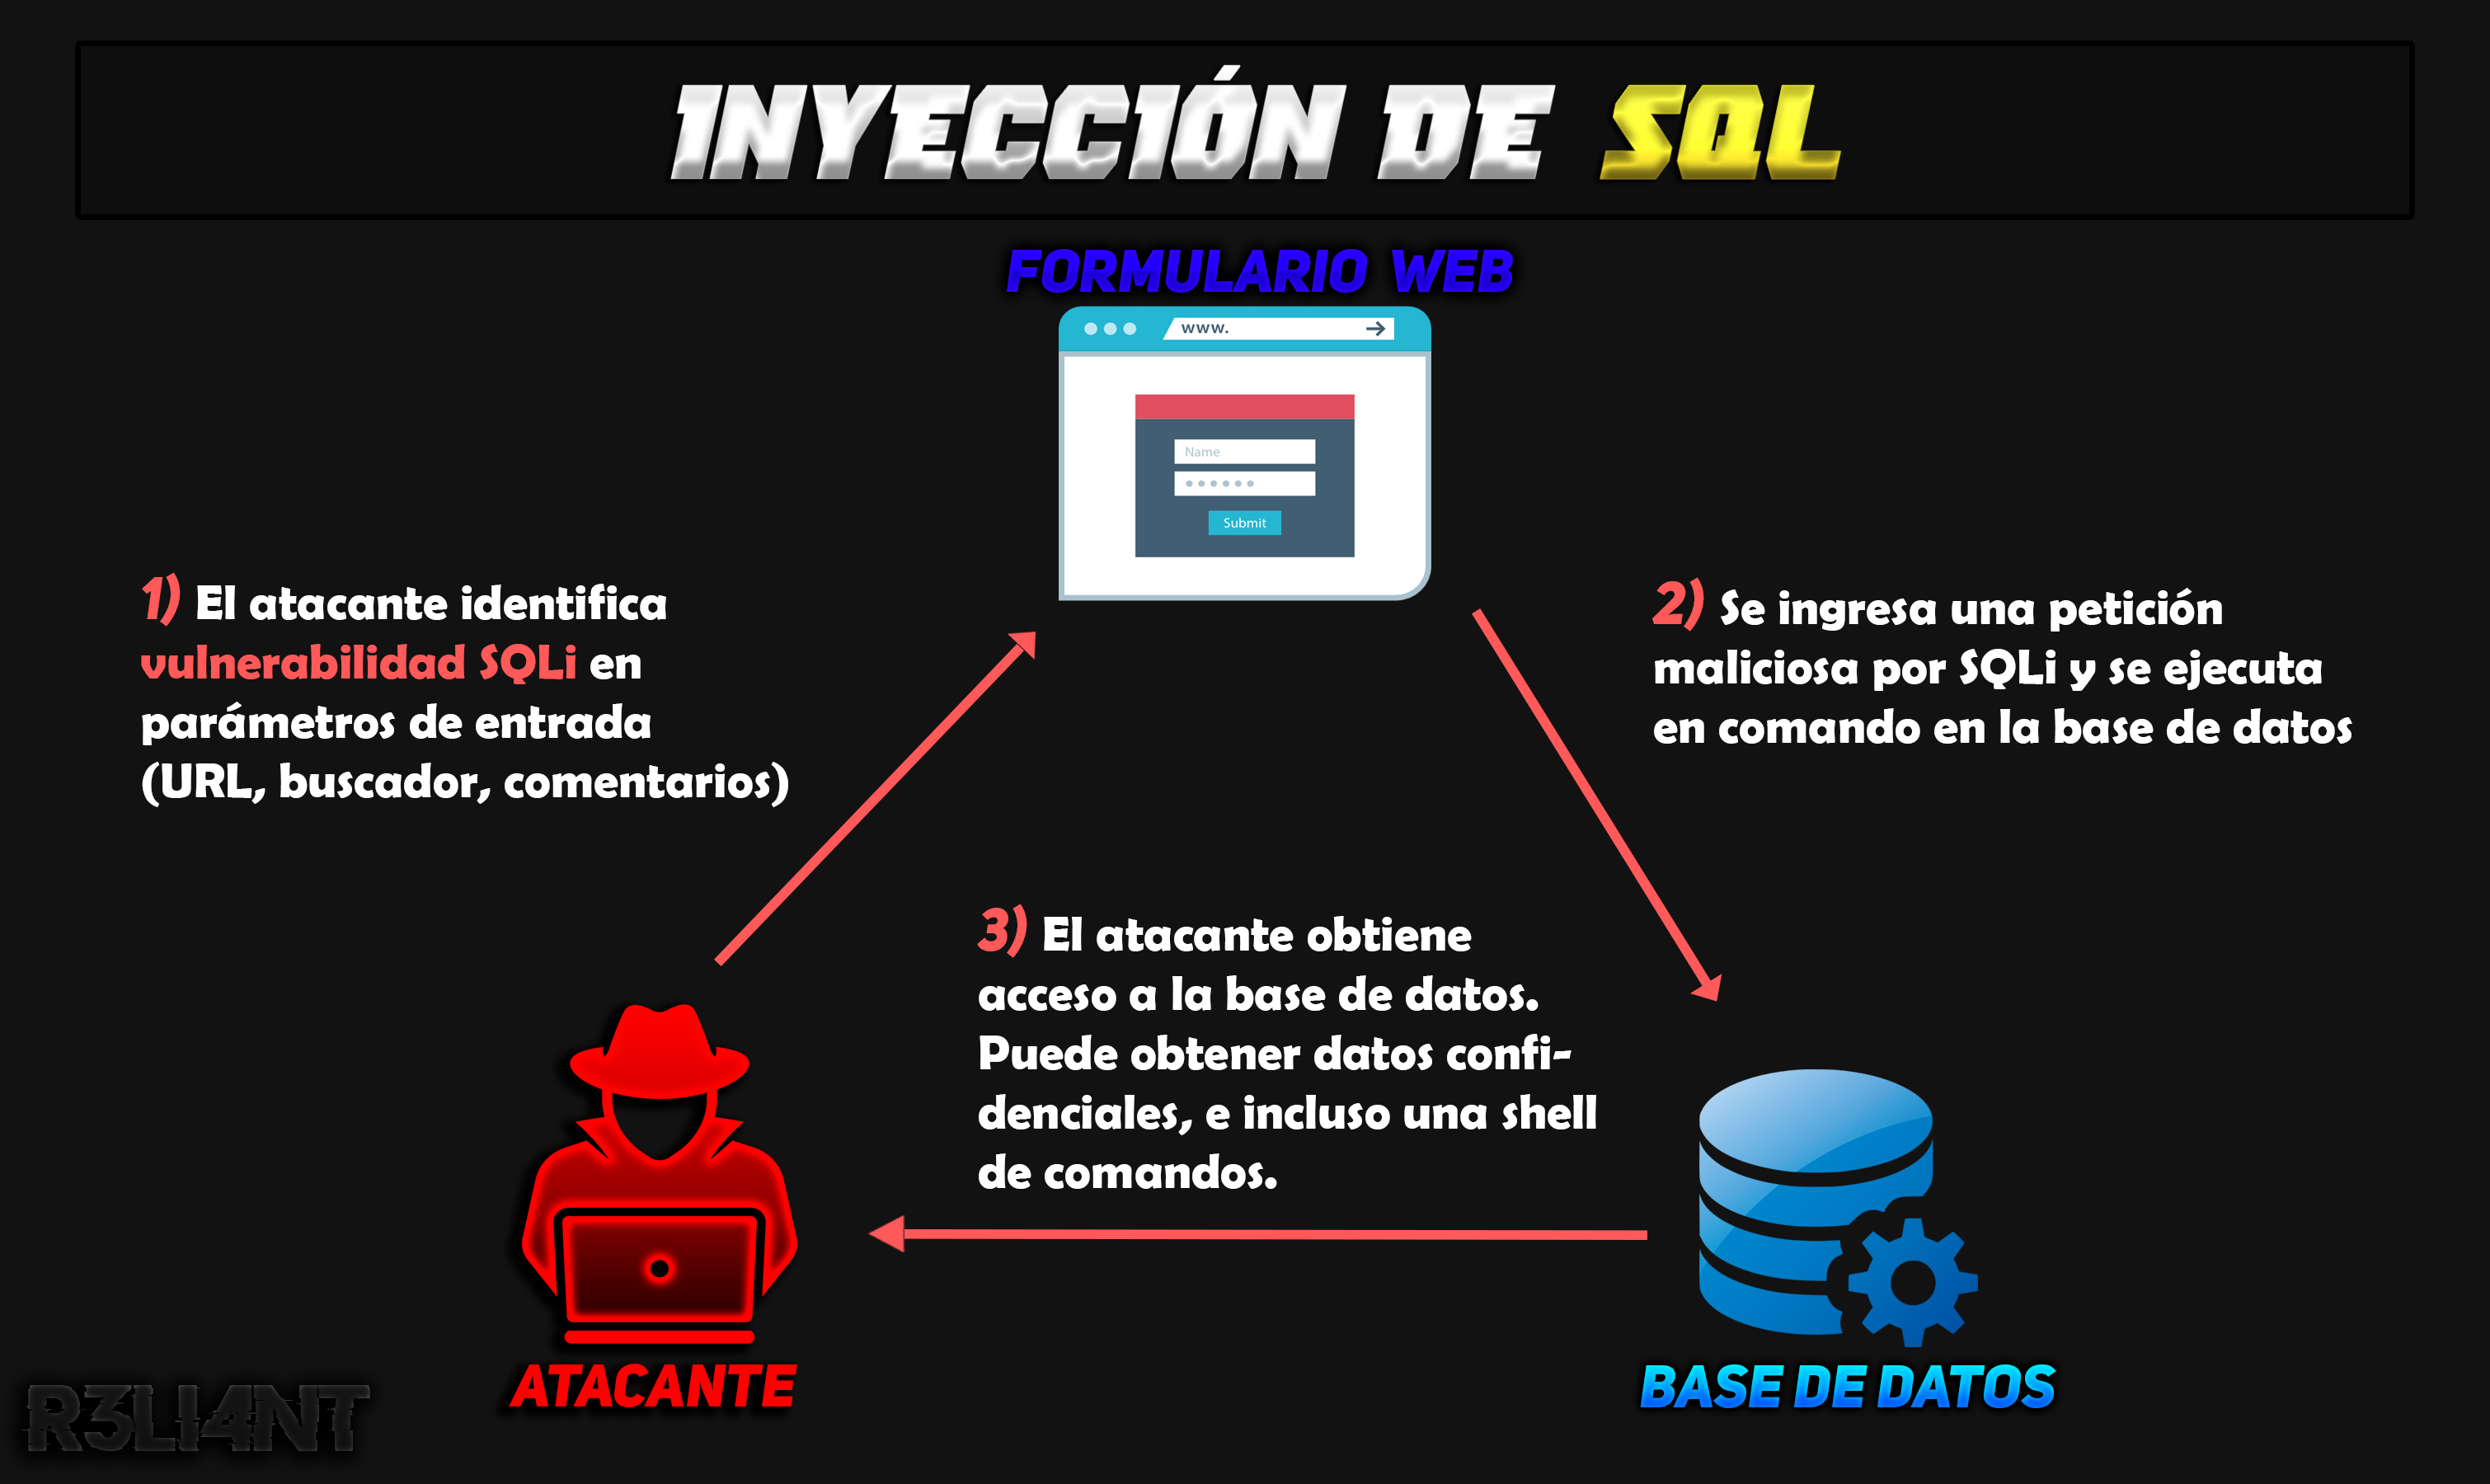 INYECCIÓN DE SQL
FORMULARIO WEB
www.
Name
Submit
1) El atacante identifica
vulnerabilidad SQLi en
parámetros de entrada
(URL, buscador, comentarios)
2) Se ingresa una petición
maliciosa por SQLi y se ejecuta
en comando en la base de datos
3) El atacante obtiene
acceso a la base de datos.
Puede obtener datos confi-
denciales, e incluso una shell
de comandos.
ATACANTE
BASE DE DATOS
R3LI4NT